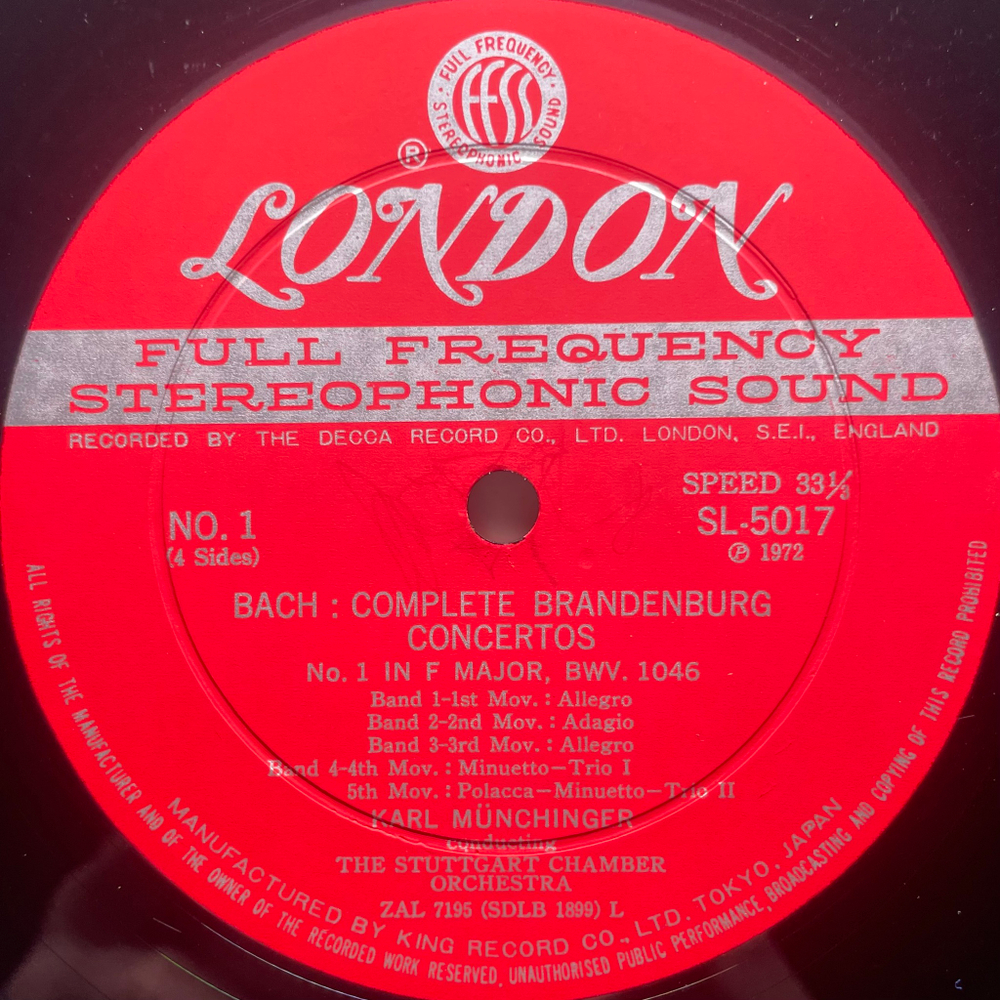 FULL FREQUENCY
STEREOPHONIC SOUND
FFSS
®
LONDON
FULL FREQUENCY
STEREOPHONIC SOUND
RECORDED BY THE DECCA RECORD CO., LTD. LONDON, S.E.I., ENGLAND
SPEED 33⅓
NO. 1
SL-5017
(4 Sides)
℗ 1972
BACH : COMPLETE BRANDENBURG
CONCERTOS
No. 1 IN F MAJOR, BWV. 1046
Band 1-1st Mov. : Allegro
Band 2-2nd Mov. : Adagio
Band 3-3rd Mov. : Allegro
Band 4-4th Mov. : Minuetto—Trio I
5th Mov. : Polacca—Minuetto—Trio II
KARL MÜNCHINGER
conducting
THE STUTTGART CHAMBER
ORCHESTRA
ZAL 7195 (SDLB 1899) L
MANUFACTURED BY KING RECORD CO., LTD. TOKYO. JAPAN
ALL RIGHTS OF THE MANUFACTURER AND OF THE OWNER OF THE RECORDED WORK RESERVED, UNAUTHORISED PUBLIC PERFORMANCE, BROADCASTING AND COPYING OF THIS RECORD PROHIBITED